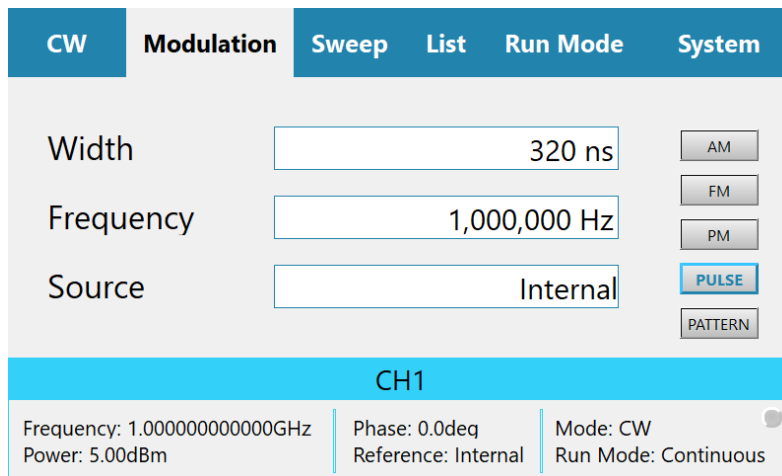 CW Modulation Sweep List Run Mode System
Width 320 ns AM
FM
Frequency 1,000,000 Hz PM
Source Internal PULSE
PATTERN
CH1
Frequency: 1.000000000000GHz Phase: 0.0deg Mode: CW
Power: 5.00dBm Reference: Internal Run Mode: Continuous